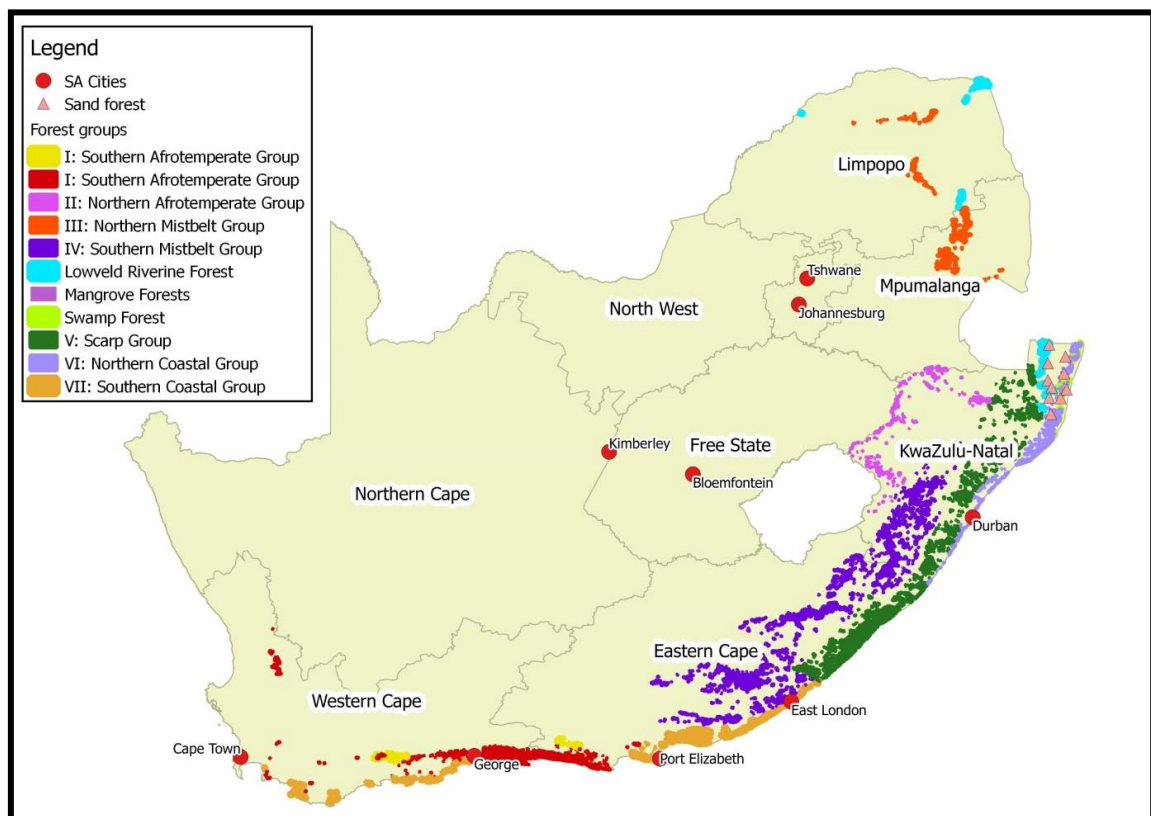 Legend
SA Cities
Sand forest
Forest groups
I: Southern Afrotemperate Group
I: Southern Afrotemperate Group
II: Northern Afrotemperate Group
III: Northern Mistbelt Group
IV: Southern Mistbelt Group
Lowveld Riverine Forest
Mangrove Forests
Swamp Forest
V: Scarp Group
VI: Northern Coastal Group
VII: Southern Coastal Group
Limpopo
Tshwane
Mpumalanga
North West
Johannesburg
Kimberley
Free State
KwaZulu-Natal
Bloemfontein
Northern Cape
Durban
Eastern Cape
Western Cape
East London
Cape Town
George
Port Elizabeth